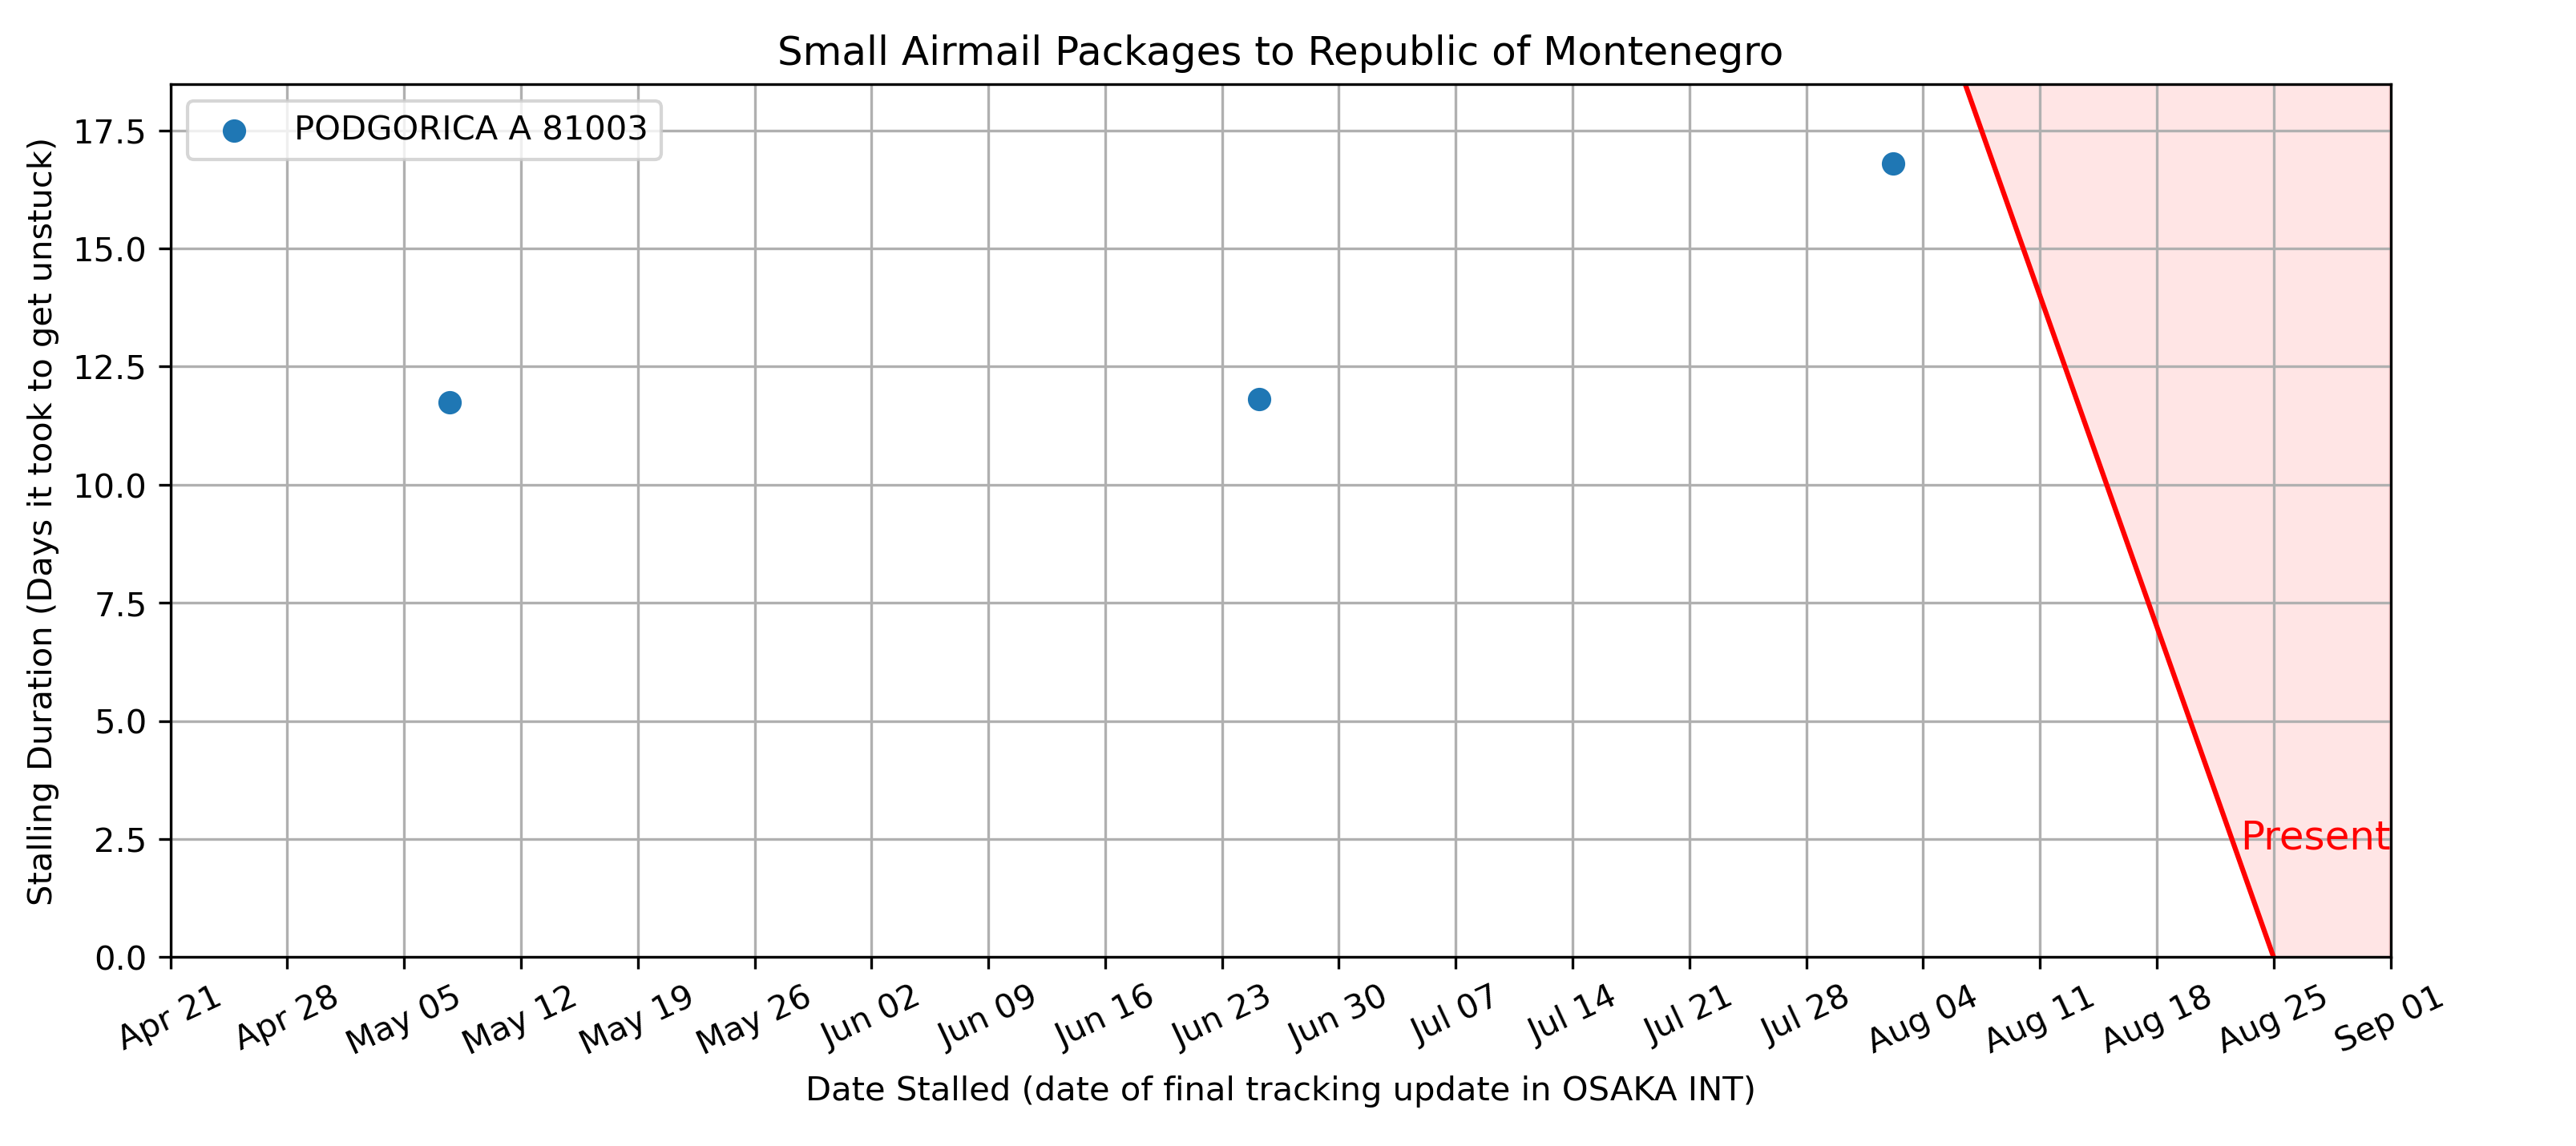 Small Airmail Packages to Republic of Montenegro
PODGORICA A 81003
Stalling Duration (Days it took to get unstuck)
17.5
15.0
12.5
10.0
7.5
5.0
2.5
0.0
Present
Apr 21
Apr 28
May 05
May 12
May 19
May 26
Jun 02
Jun 09
Jun 16
Jun 23
Jun 30
Jul 07
Jul 14
Jul 21
Jul 28
Aug 04
Aug 11
Aug 18
Aug 25
Sep 01
Date Stalled (date of final tracking update in OSAKA INT)